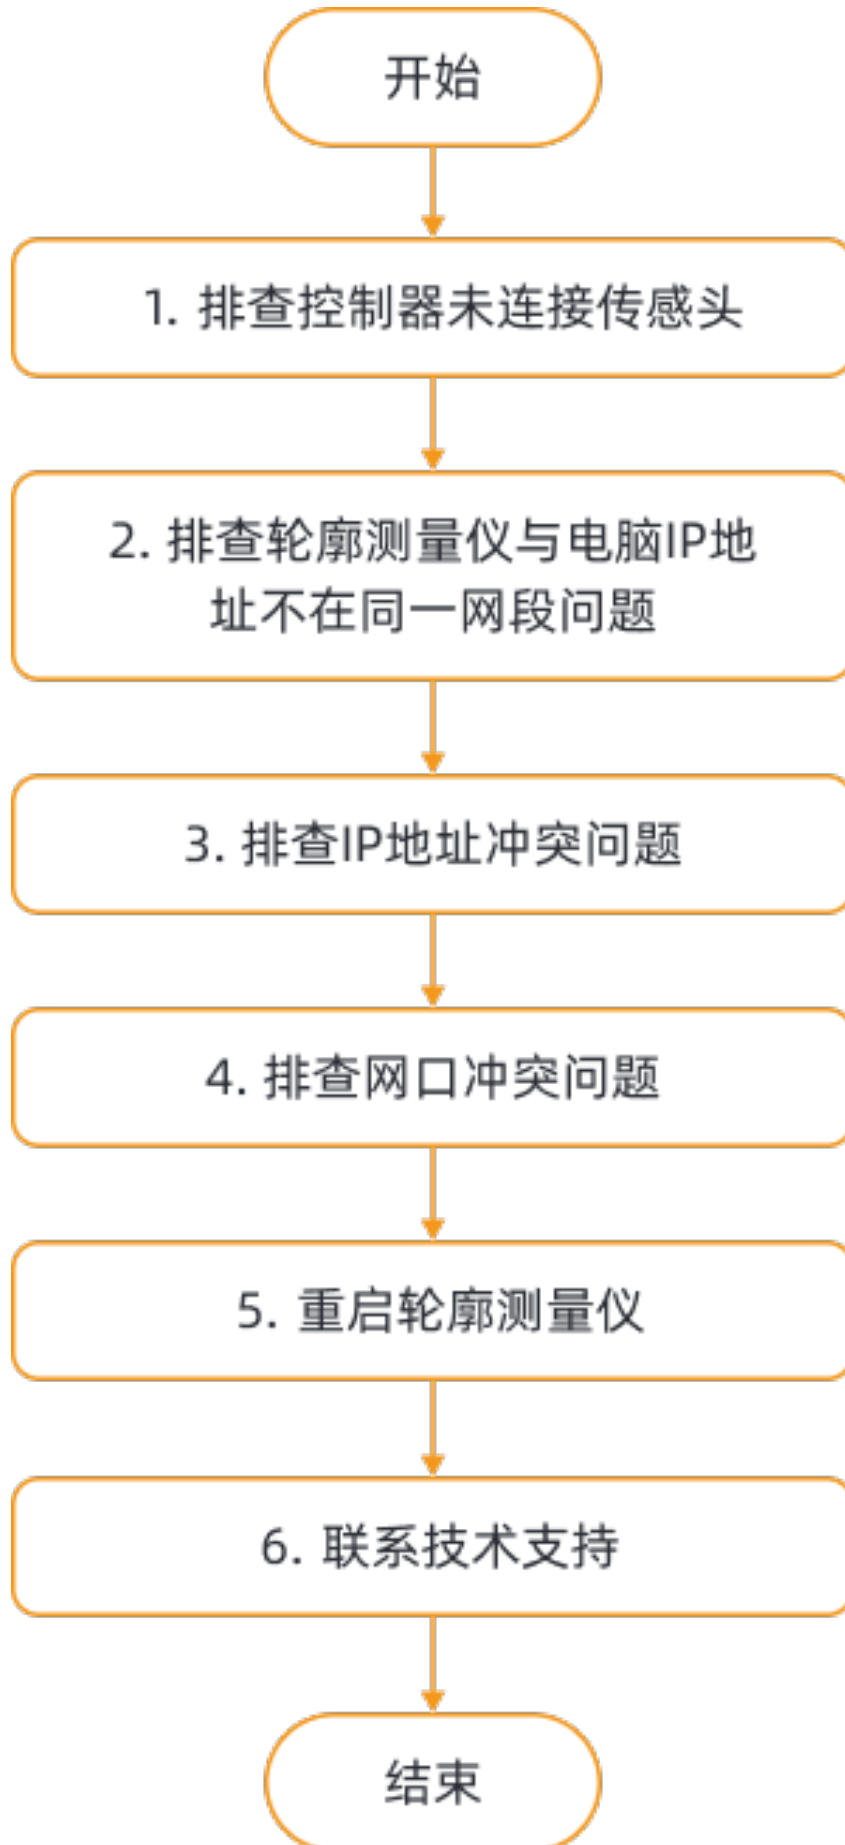 开始
1. 排查控制器未连接传感头
2. 排查轮廓测量仪与电脑IP地
址不在同一网段问题
3. 排查IP地址冲突问题
4. 排查网口冲突问题
5. 重启轮廓测量仪
6. 联系技术支持
结束